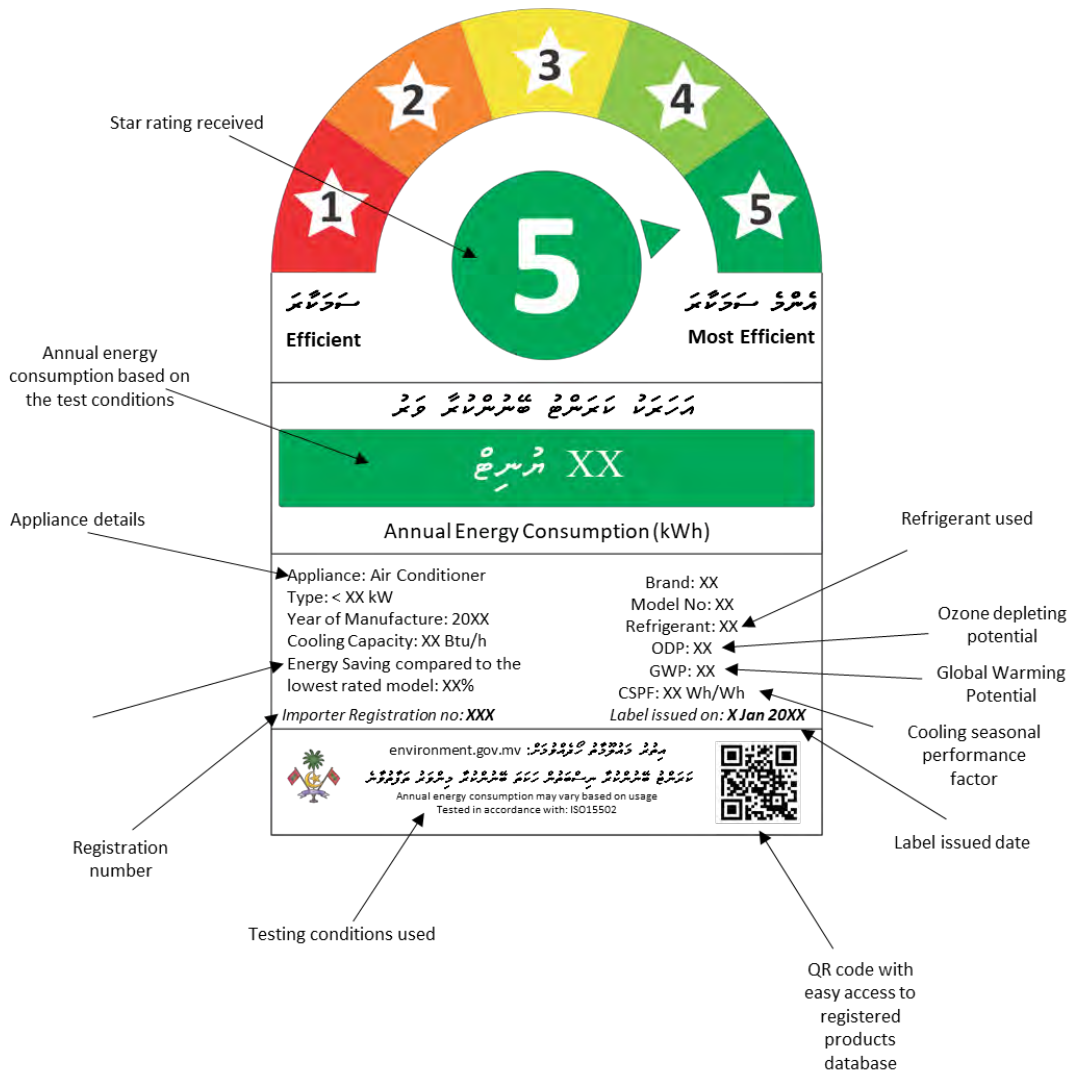 1
2
3
4
5
Star rating received
5
ސަމަކާރަ
Efficient
އެންމެ ސަމަކާރަ
Most Efficient
Annual energy
consumption based on
the test conditions
އަހަރަކު ކަރަންޓު ބޭނުންކުރާ ވަރު
XX ޔުނިޓް
Annual Energy Consumption (kWh)
Appliance details
Appliance: Air Conditioner
Type: < XX kW
Year of Manufacture: 20XX
Cooling Capacity: XX Btu/h
Energy Saving compared to the
lowest rated model: XX%
Importer Registration no: XXX
Brand: XX
Model No: XX
Refrigerant: XX
ODP: XX
GWP: XX
CSPF: XX Wh/Wh
Label issued on: X Jan 20XX
Refrigerant used
Ozone depleting
potential
Global Warming
Potential
Cooling seasonal
performance
factor
އިތުރު މައުލޫމާތު ހޯއްދެވުމަށް: environment.gov.mv
ކަރަންޓު ބޭނުންކުރާ ނިސްބަތުން ހަކަތަ ބޭނުންކުރާ މިންވަރު ތަފާތުވާނެ
Annual energy consumption may vary based on usage
Tested in accordance with: ISO15502
Registration
number
Label issued date
Testing conditions used
QR code with
easy access to
registered
products
database